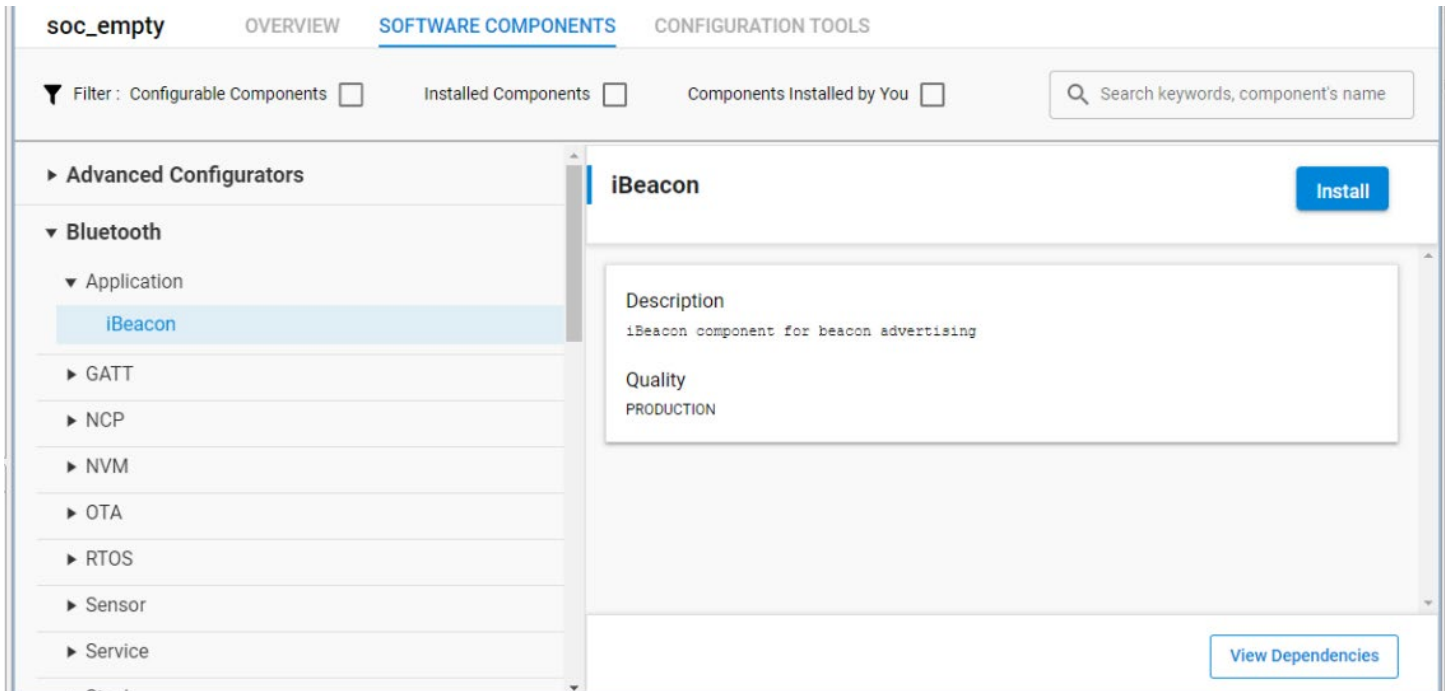 soc_empty OVERVIEW SOFTWARE COMPONENTS CONFIGURATION TOOLS
Filter : Configurable Components Installed Components Components Installed by You Search keywords, component's name
Advanced Configurators
Bluetooth
Application
iBeacon
GATT
NCP
NVM
OTA
RTOS
Sensor
Service
iBeacon
Install
Description
iBeacon component for beacon advertising
Quality
PRODUCTION
View Dependencies